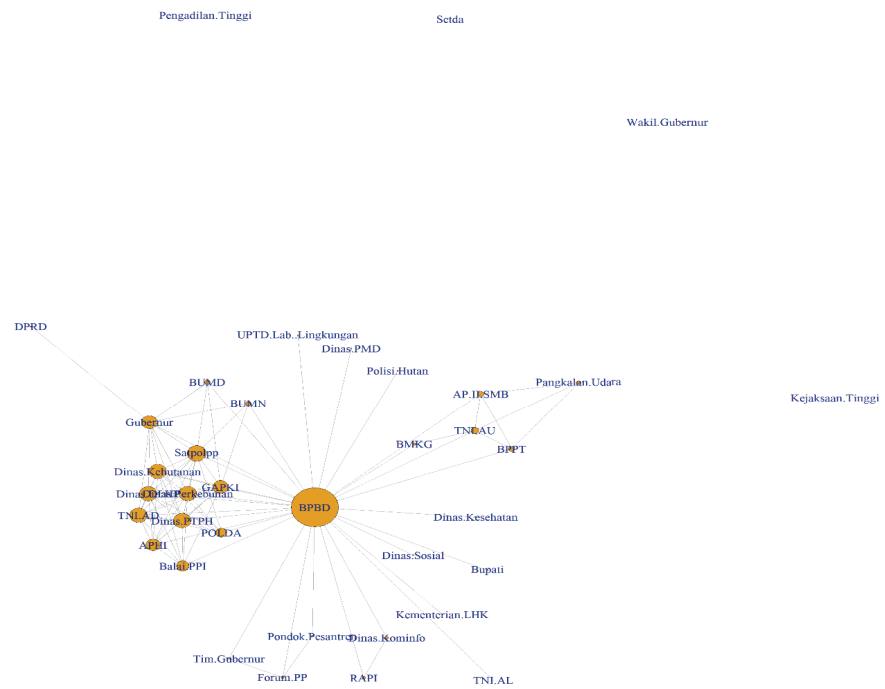 Pengadilan.Tinggi
Setda
Wakil.Gubernur
DPRD
UPTD.Lab..Lingkungan
Dinas.PMD
Polisi.Hutan
BUMD
AP.II.SMB
Pangkalan.Udara
Kejaksaan.Tinggi
BUMN
Gubernur
TNI.AU
BMKG
BPPT
Satpolpp
Dinas.Kehutanan
GAPKI
Perkebunan
BPBD
TNI.AD
Dinas.PTPH
Dinas.Kesehatan
POLDA
APHI
Dinas.Sosial
Balai.PPI
Bupati
Kementerian.LHK
Pondok.Pesantren
Dinas.Kominfo
Tim.Gubernur
Forum.PP
RAPI
TNI.AL